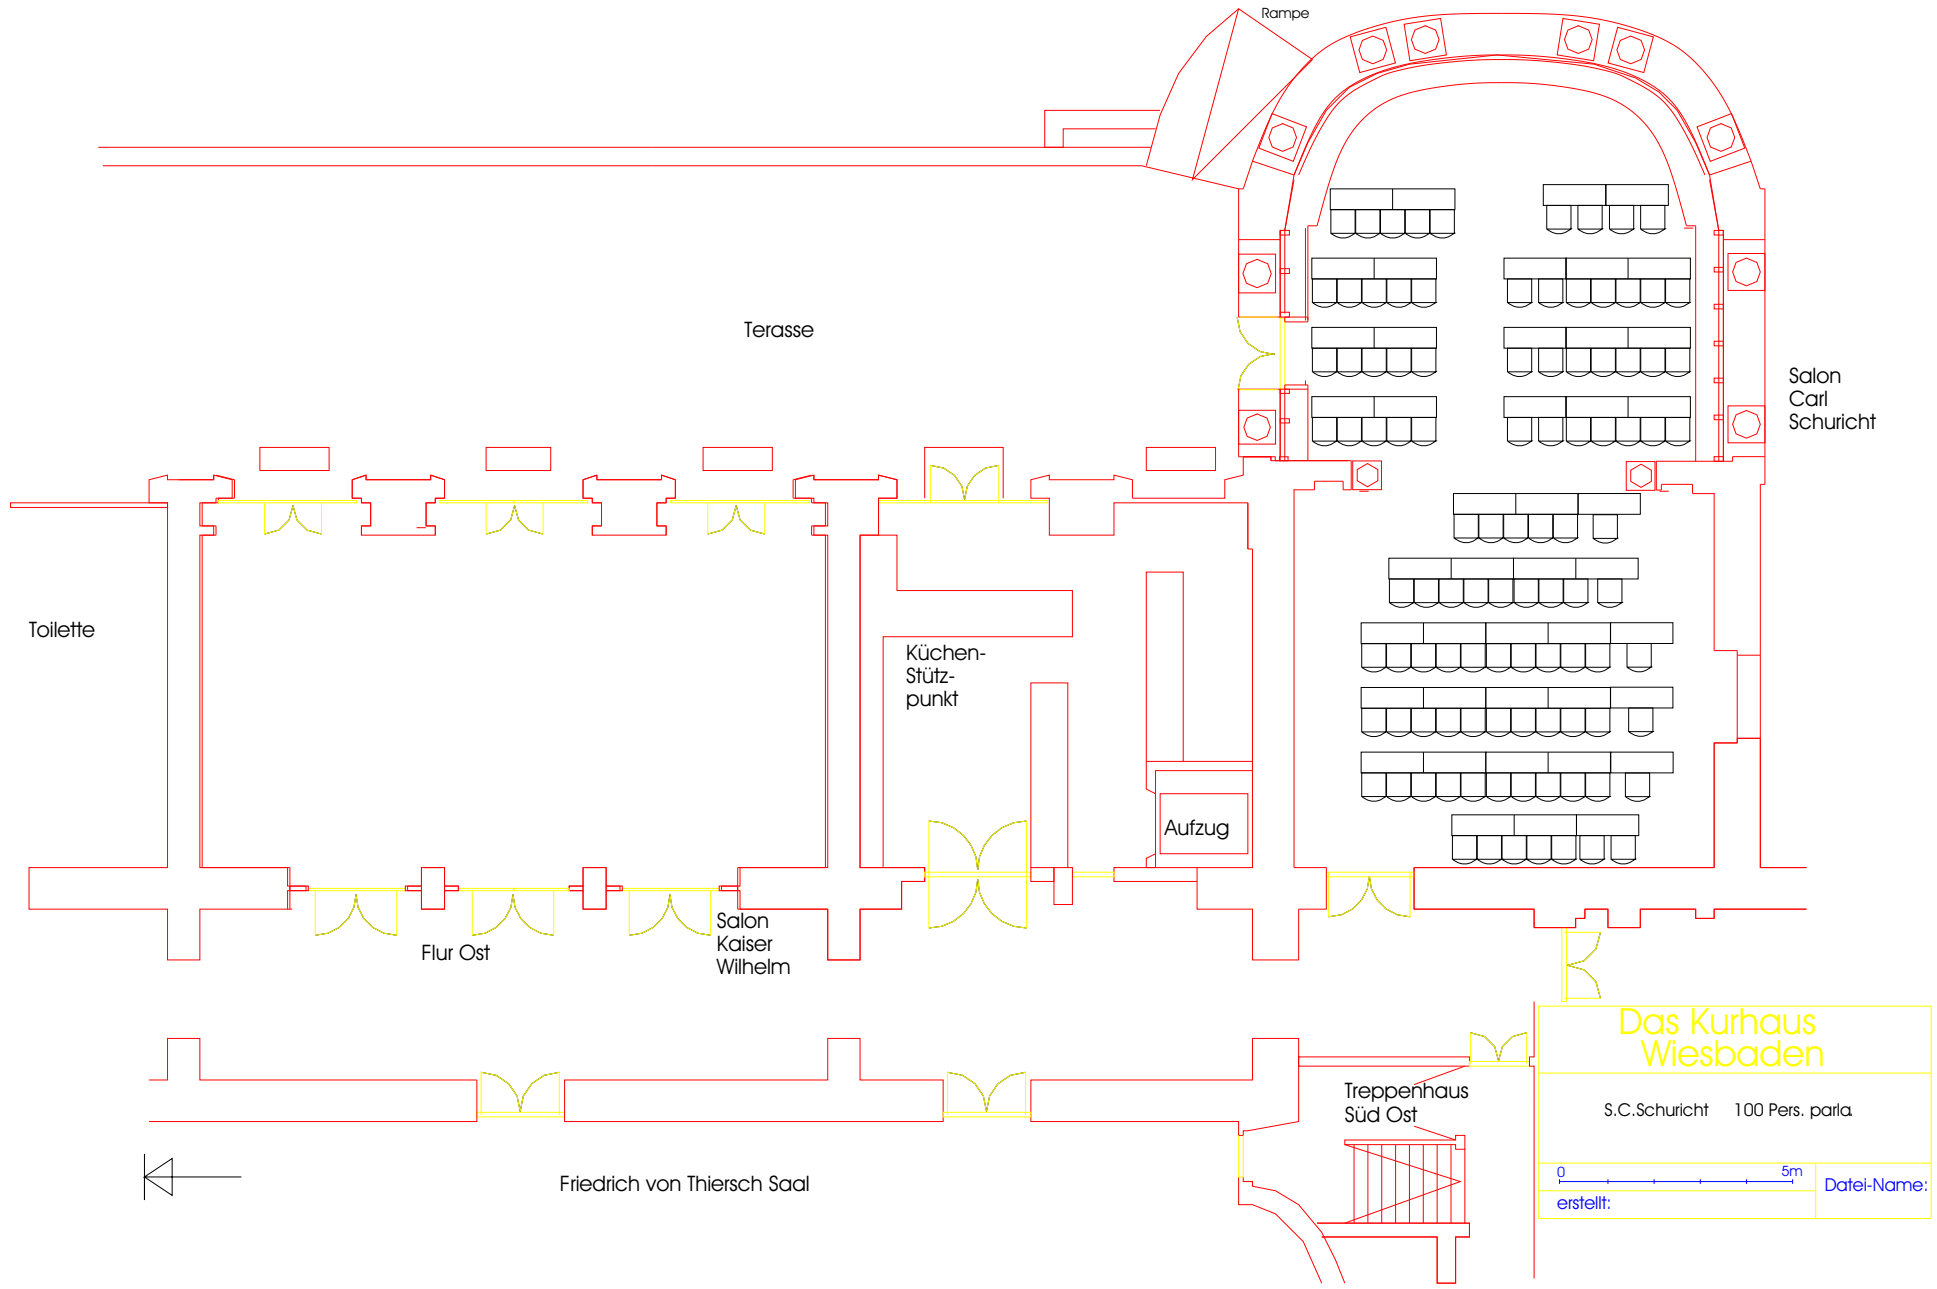 Rampe
Terasse
Salon
Carl
Schuricht
Toilette
Küchen-
Stütz-
punkt
Aufzug
Salon
Kaiser
Wilhelm
Flur Ost
Das Kurhaus
Wiesbaden
Treppenhaus
Süd Ost
S.C.Schuricht 100 Pers. parla.
Friedrich von Thiersch Saal
0 5m
Datei-Name:
erstellt: